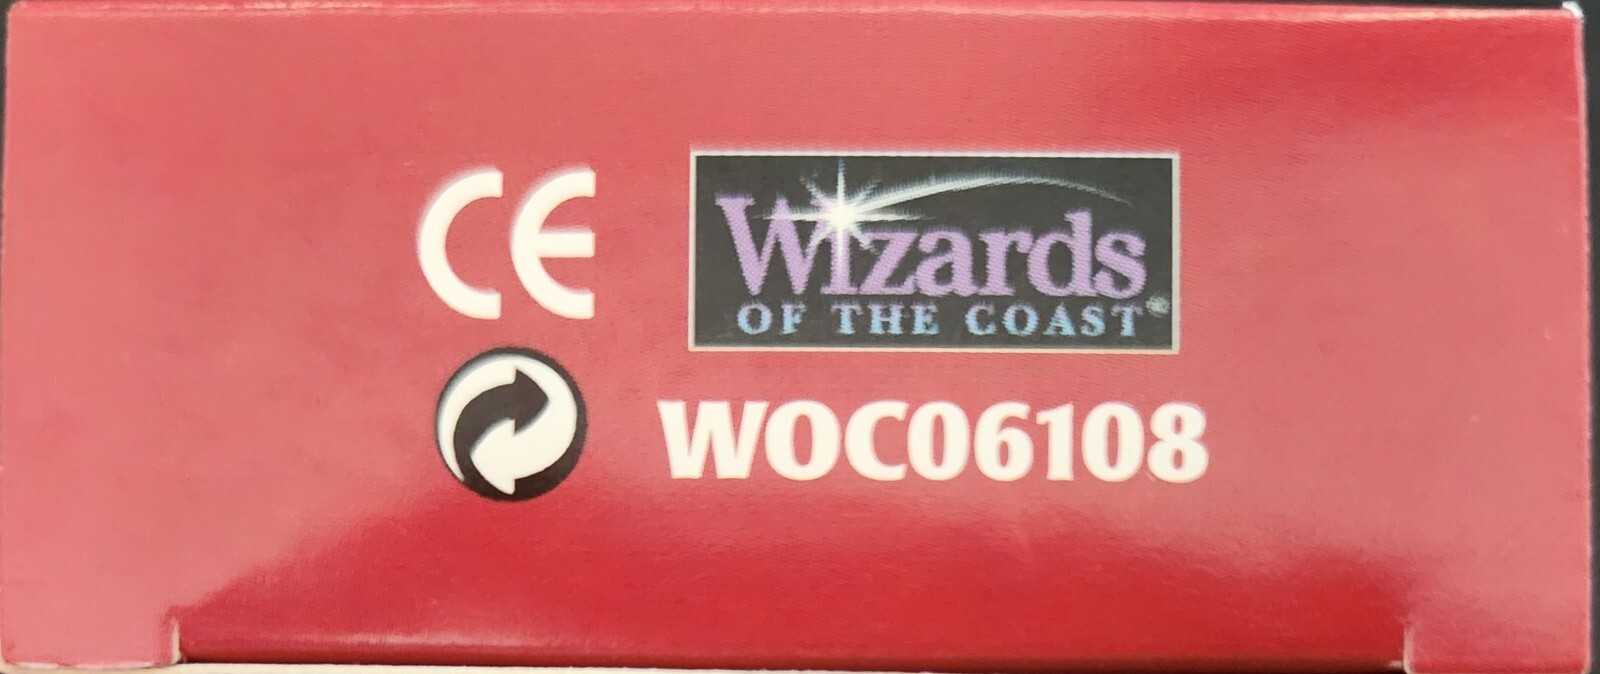 CE
Wizards
OF THE COAST®
WOC06108